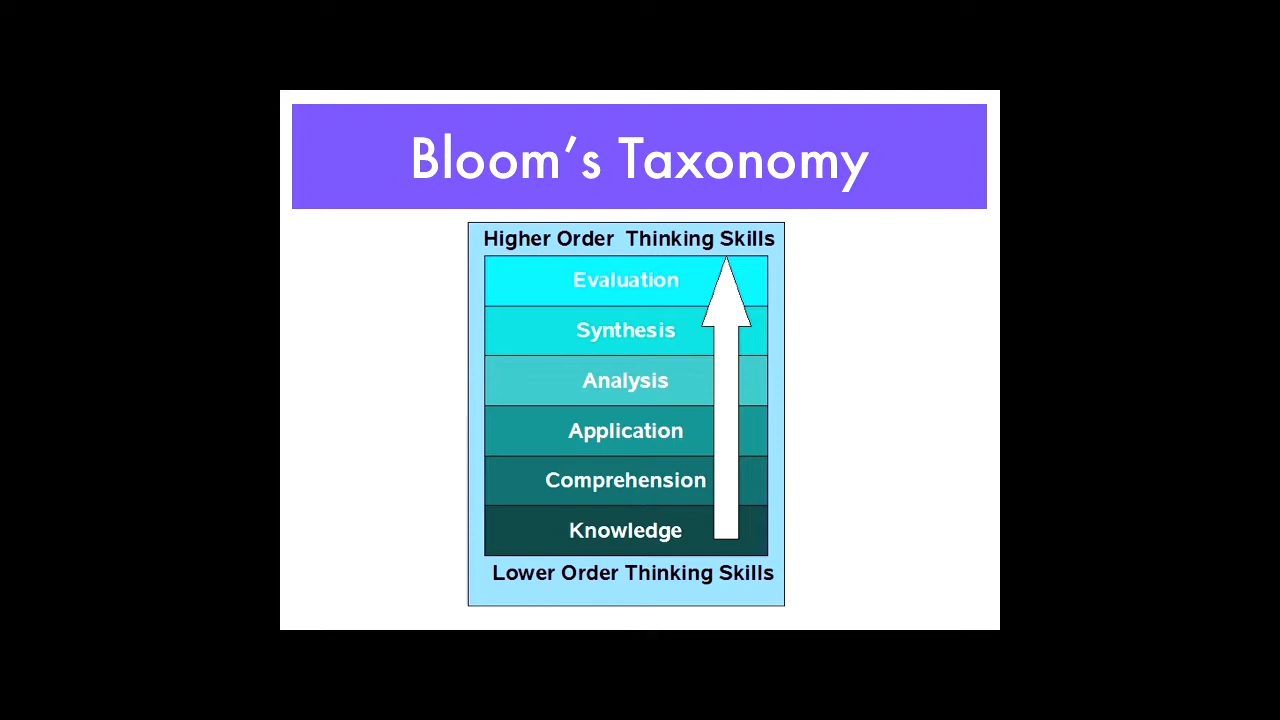 Bloom’s Taxonomy
Higher Order Thinking Skills
Evaluation
Synthesis
Analysis
Application
Comprehension
Knowledge
Lower Order Thinking Skills